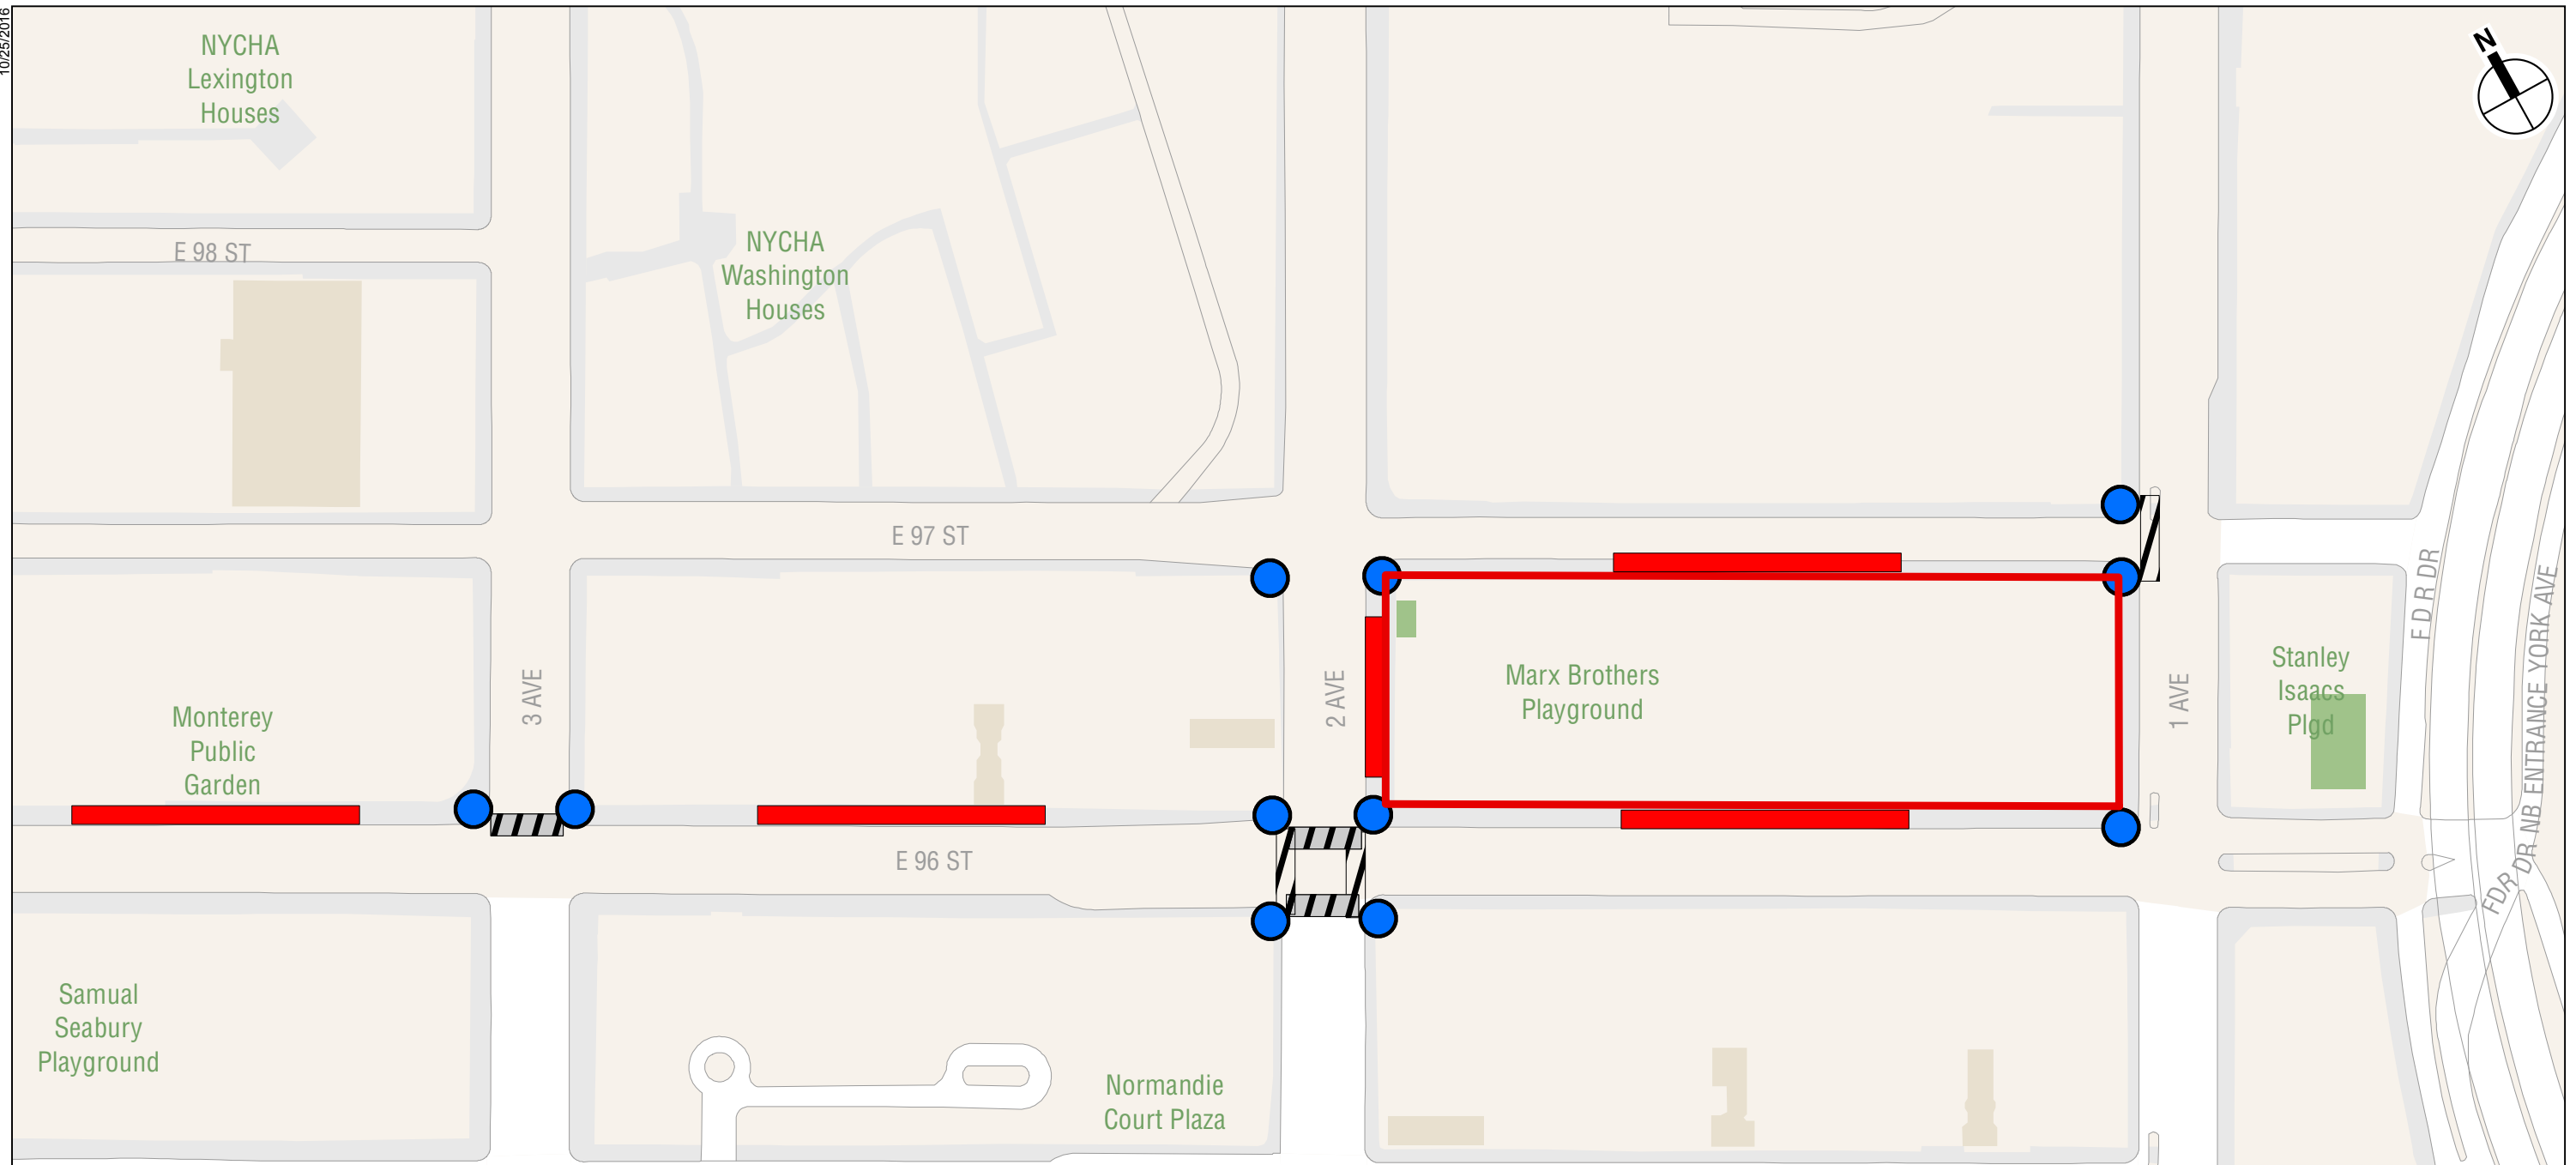 10/25/2016
NYCHA
Lexington
Houses
N
E 98 ST
NYCHA
Washington
Houses
E 97 ST
F D R DR
FDR DR NB ENTRANCE YORK AVE
3 AVE
2 AVE
1 AVE
Marx Brothers
Playground
Stanley
Isaacs
Plgd
Monterey
Public
Garden
E 96 ST
Samual
Seabury
Playground
Normandie
Court Plaza